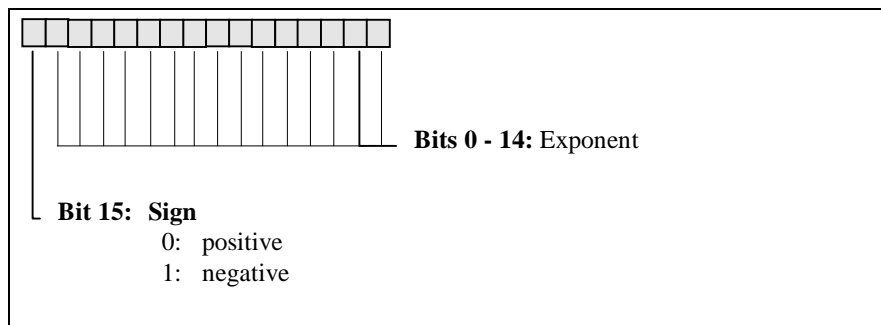 Bits 0 - 14: Exponent
Bit 15: Sign
0: positive
1: negative